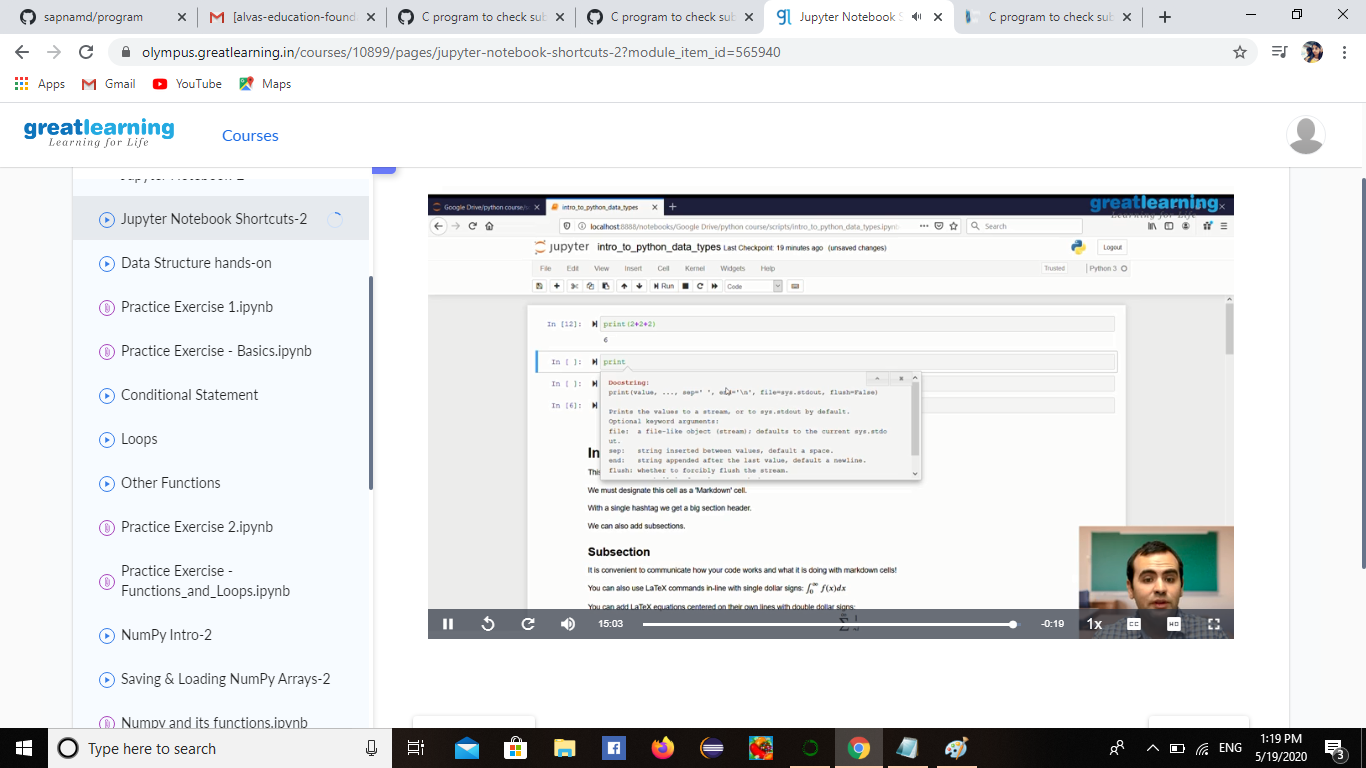 sapnamd/program
[alvas-education-found
C program to check sub
C program to check sub
Jupyter Notebook S
C program to check sub
olympus.greatlearning.in/courses/10899/pages/jupyter-notebook-shortcuts-2?module_item_id=565940
Apps
Gmail
YouTube
Maps
greatlearning
Learning for Life
Courses
Jupyter Notebook Shortcuts-2
Data Structure hands-on
Practice Exercise 1.ipynb
Practice Exercise - Basics.ipynb
Conditional Statement
Loops
Other Functions
Practice Exercise 2.ipynb
Practice Exercise -
Functions_and_Loops.ipynb
NumPy Intro-2
Saving & Loading NumPy Arrays-2
Numpy and its functions.ipynb
Google Drive/python course/s
intro_to_python_data_types
greatlearning
Learning for Life
localhost:8888/notebooks/Google Drive/python course/scripts/intro_to_python_data_types.ipynb
Search
jupyter intro_to_python_data_types Last Checkpoint: 19 minutes ago (unsaved changes)
Logout
File Edit View Insert Cell Kernel Widgets Help
Trusted
Python 3
Run
Code
In [12]: print(2+2+2)
6
In [ ]: print
In [ ]:
In [6]:
Docstring:
print(value, ..., sep=' ', end='\n', file=sys.stdout, flush=False)
Prints the values to a stream, or to sys.stdout by default.
Optional keyword arguments:
file: a file-like object (stream); defaults to the current sys.stdo
ut.
sep: string inserted between values, default a space.
end: string appended after the last value, default a newline.
flush: whether to forcibly flush the stream.
In
This
We must designate this cell as a 'Markdown' cell.
With a single hashtag we get a big section header.
We can also add subsections.
Subsection
It is convenient to communicate how your code works and what it is doing with markdown cells!
You can also use LaTeX commands in-line with single dollar signs: ∫₀^∞ f(x)dx
You can add LaTeX equations centered on their own lines with double dollar signs:
15:03
-0:19
1x
CC
HD
Type here to search
ENG
1:19 PM
5/19/2020
3